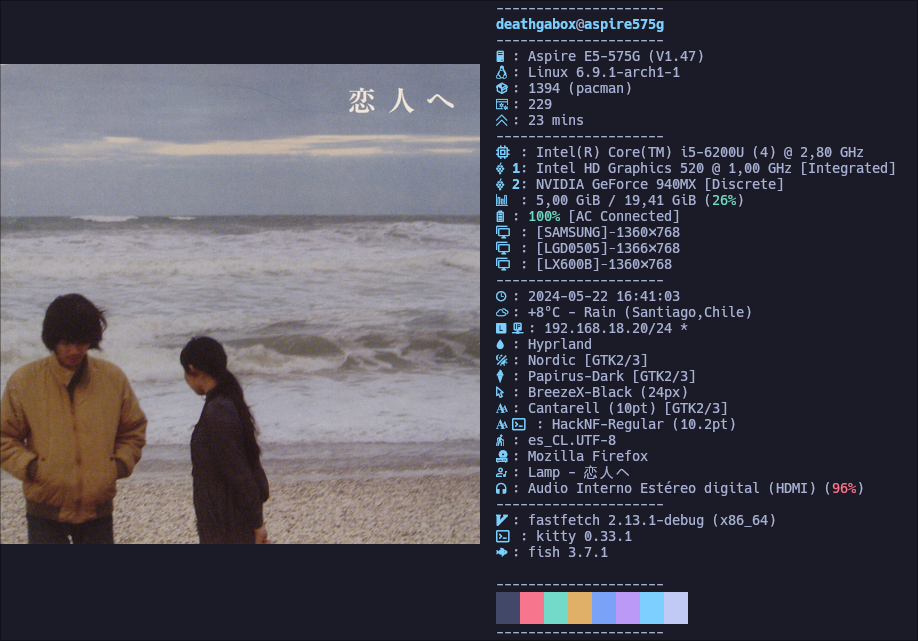 恋人へ
----------------------
deathgabox@aspire575g
----------------------
: Aspire E5-575G (V1.47)
: Linux 6.9.1-arch1-1
: 1394 (pacman)
: 229
: 23 mins
----------------------
: Intel(R) Core(TM) i5-6200U (4) @ 2,80 GHz
1: Intel HD Graphics 520 @ 1,00 GHz [Integrated]
2: NVIDIA GeForce 940MX [Discrete]
: 5,00 GiB / 19,41 GiB (26%)
: 100% [AC Connected]
: [SAMSUNG]-1360x768
: [LGD0505]-1366x768
: [LX600B]-1360x768
----------------------
: 2024-05-22 16:41:03
: +8°C - Rain (Santiago,Chile)
L IP : 192.168.18.20/24 *
: Hyprland
: Nordic [GTK2/3]
: Papirus-Dark [GTK2/3]
: BreezeX-Black (24px)
: Cantarell (10pt) [GTK2/3]
: HackNF-Regular (10.2pt)
: es_CL.UTF-8
: Mozilla Firefox
: Lamp - 恋人へ
: Audio Interno Estéreo digital (HDMI) (96%)
----------------------
: fastfetch 2.13.1-debug (x86_64)
: kitty 0.33.1
: fish 3.7.1
----------------------
----------------------